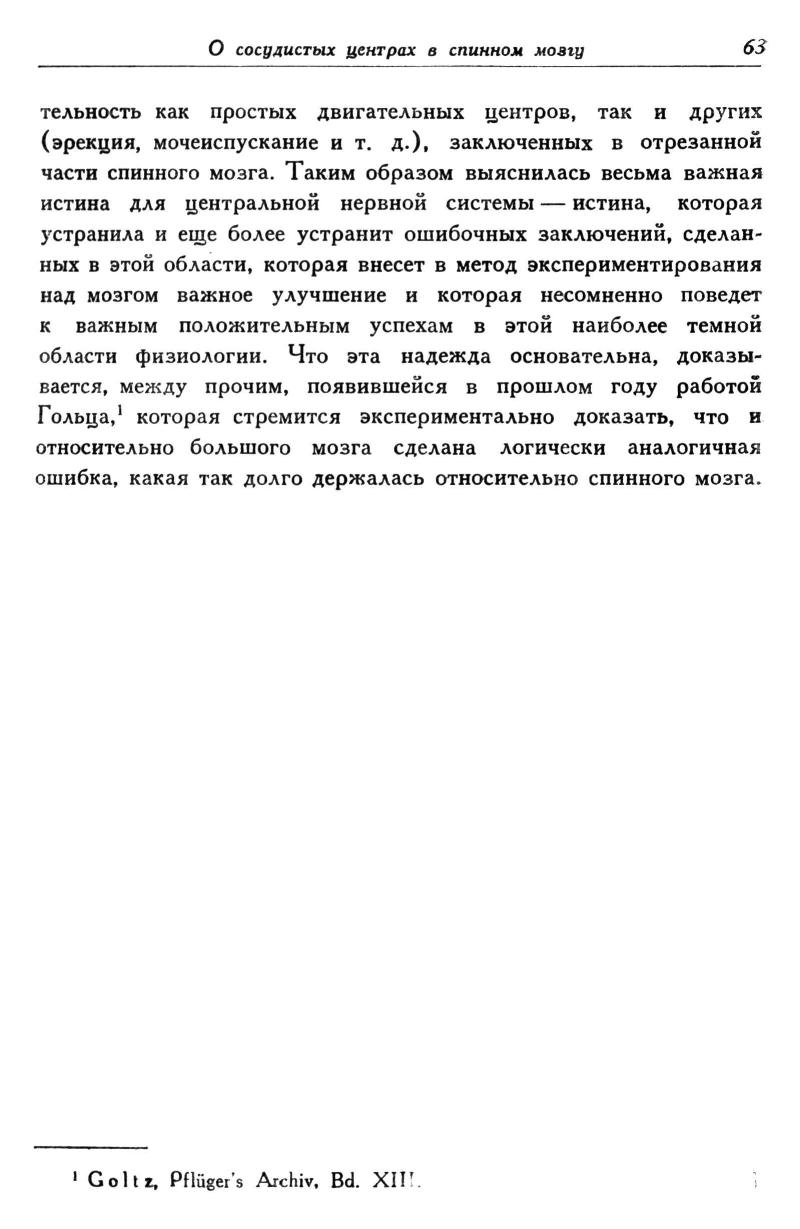 О сосудистых центрах в спинном мозгу 63
тельность как простых двигательных центров, так и других
(эрекция, мочеиспускание и т. д.), заключенных в отрезанной
части спинного мозга. Таким образом выяснилась весьма важная
истина для центральной нервной системы — истина, которая
устранила и еще более устранит ошибочных заключений, сделан-
ных в этой области, которая внесет в метод экспериментирования
над мозгом важное улучшение и которая несомненно поведет
к важным положительным успехам в этой наиболее темной
области физиологии. Что эта надежда основательна, доказы-
вается, между прочим, появившейся в прошлом году работой
Гольца,¹ которая стремится экспериментально доказать, что и
относительно большого мозга сделана логически аналогичная
ошибка, какая так долго держалась относительно спинного мозга.
¹ Goltz, Pflüger's Archiv, Bd. XIII.